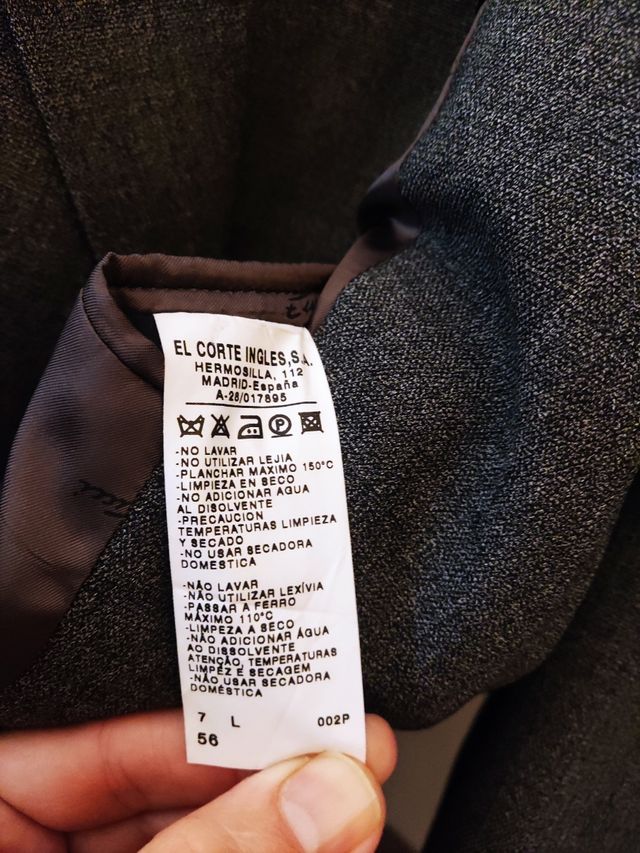 EL CORTE INGLES,S.A.
HERMOSILLA, 112
MADRID-España
A-28/017895
-NO LAVAR
-NO UTILIZAR LEJIA
-PLANCHAR MAXIMO 150°C
-LIMPIEZA EN SECO
-NO ADICIONAR AGUA
AL DISOLVENTE
-PRECAUCION
TEMPERATURAS LIMPIEZA
Y SECADO
-NO USAR SECADORA
DOMESTICA
-NÃO LAVAR
-NÃO UTILIZAR LEXÍVIA
-PASSAR A FERRO
MÁXIMO 110°C
-LIMPEZA A SECO
-NÃO ADICIONAR ÁGUA
AO DISSOLVENTE
ATENÇÃO, TEMPERATURAS
LIMPEZ E SECAGEM
-NÃO USAR SECADORA
DOMÉSTICA
7 L 002P
56